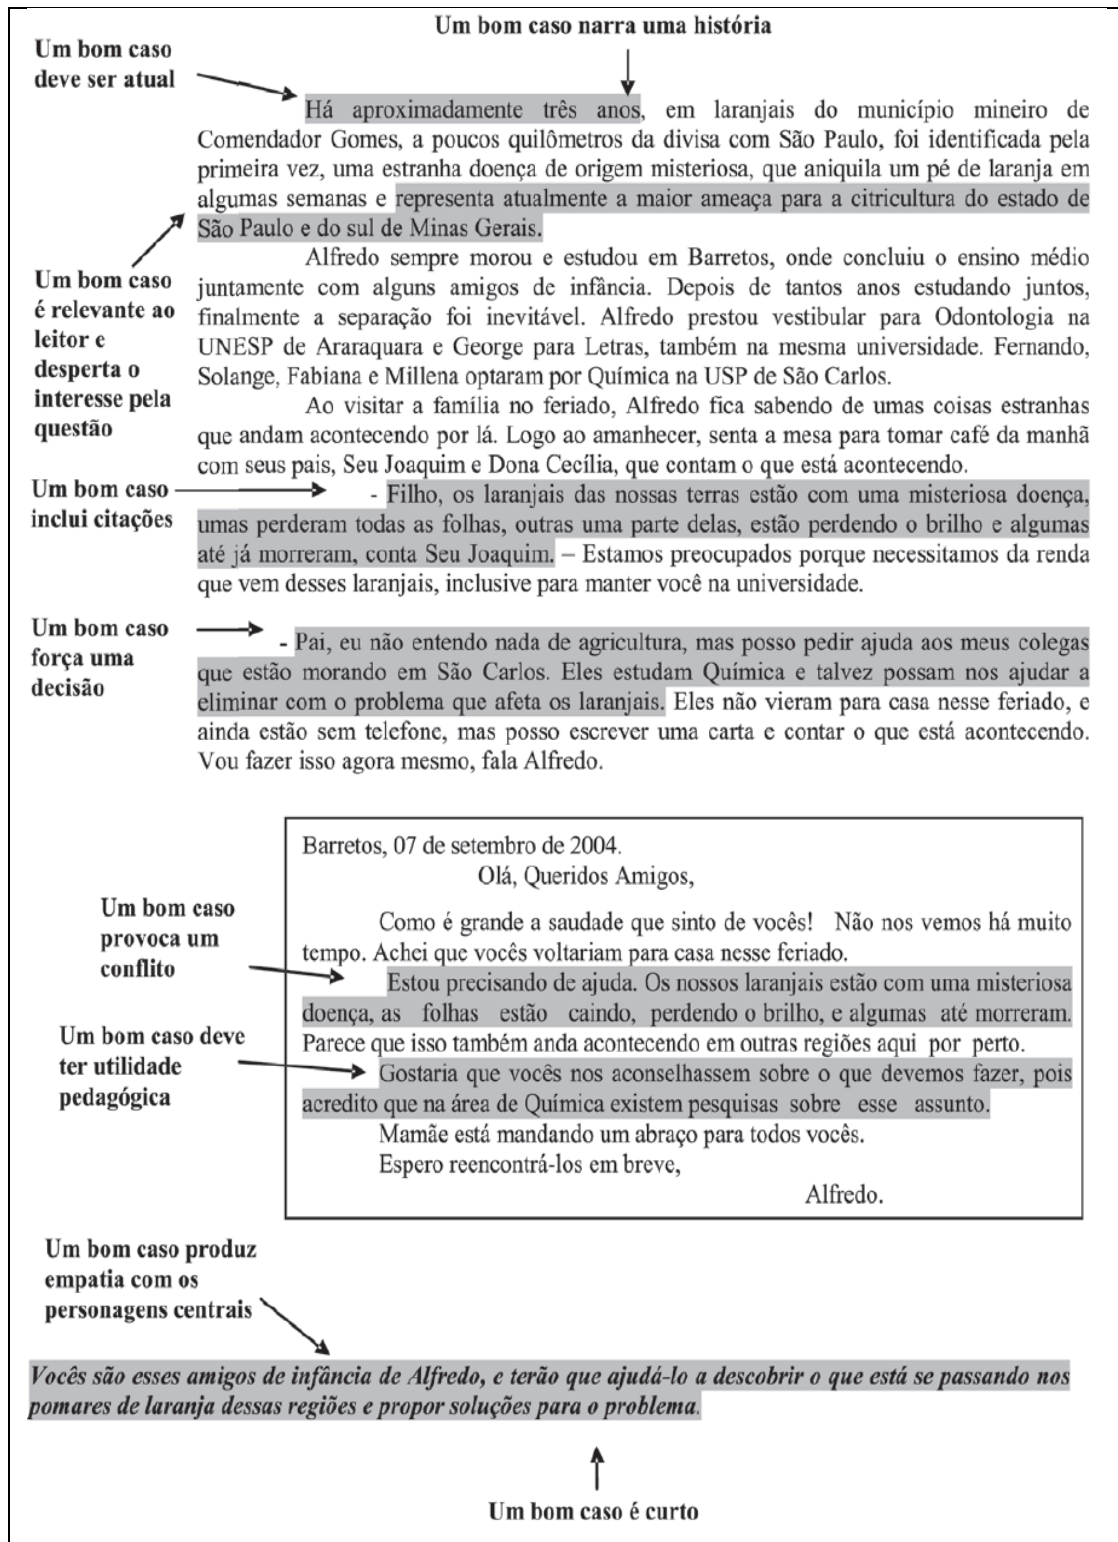 Um bom caso narra uma história
Um bom caso
deve ser atual
Há aproximadamente três anos, em laranjais do município mineiro de
Comendador Gomes, a poucos quilômetros da divisa com São Paulo, foi identificada pela
primeira vez, uma estranha doença de origem misteriosa, que aniquila um pé de laranja em
algumas semanas e representa atualmente a maior ameaça para a citricultura do estado de
São Paulo e do sul de Minas Gerais.
Um bom caso
é relevante ao
leitor e
desperta o
interesse pela
questão
Alfredo sempre morou e estudou em Barretos, onde concluiu o ensino médio
juntamente com alguns amigos de infância. Depois de tantos anos estudando juntos,
finalmente a separação foi inevitável. Alfredo prestou vestibular para Odontologia na
UNESP de Araraquara e George para Letras, também na mesma universidade. Fernando,
Solange, Fabiana e Millena optaram por Química na USP de São Carlos.
Ao visitar a família no feriado, Alfredo fica sabendo de umas coisas estranhas
que andam acontecendo por lá. Logo ao amanhecer, senta a mesa para tomar café da manhã
com seus pais, Seu Joaquim e Dona Cecília, que contam o que está acontecendo.
Um bom caso
inclui citações
- Filho, os laranjais das nossas terras estão com uma misteriosa doença,
umas perderam todas as folhas, outras uma parte delas, estão perdendo o brilho e algumas
até já morreram, conta Seu Joaquim. – Estamos preocupados porque necessitamos da renda
que vem desses laranjais, inclusive para manter você na universidade.
Um bom caso
força uma
decisão
- Pai, eu não entendo nada de agricultura, mas posso pedir ajuda aos meus colegas
que estão morando em São Carlos. Eles estudam Química e talvez possam nos ajudar a
eliminar com o problema que afeta os laranjais. Eles não vieram para casa nesse feriado, e
ainda estão sem telefone, mas posso escrever uma carta e contar o que está acontecendo.
Vou fazer isso agora mesmo, fala Alfredo.
Barretos, 07 de setembro de 2004.
Olá, Queridos Amigos,
Um bom caso
provoca um
conflito
Como é grande a saudade que sinto de vocês! Não nos vemos há muito
tempo. Achei que vocês voltariam para casa nesse feriado.
Estou precisando de ajuda. Os nossos laranjais estão com uma misteriosa
doença, as folhas estão caindo, perdendo o brilho, e algumas até morreram.
Parece que isso também anda acontecendo em outras regiões aqui por perto.
Um bom caso deve
ter utilidade
pedagógica
Gostaria que vocês nos aconselhassem sobre o que devemos fazer, pois
acredito que na área de Química existem pesquisas sobre esse assunto.
Mamãe está mandando um abraço para todos vocês.
Espero reencontrá-los em breve,
Alfredo.
Um bom caso produz
empatia com os
personagens centrais
Vocês são esses amigos de infância de Alfredo, e terão que ajudá-lo a descobrir o que está se passando nos
pomares de laranja dessas regiões e propor soluções para o problema.
Um bom caso é curto